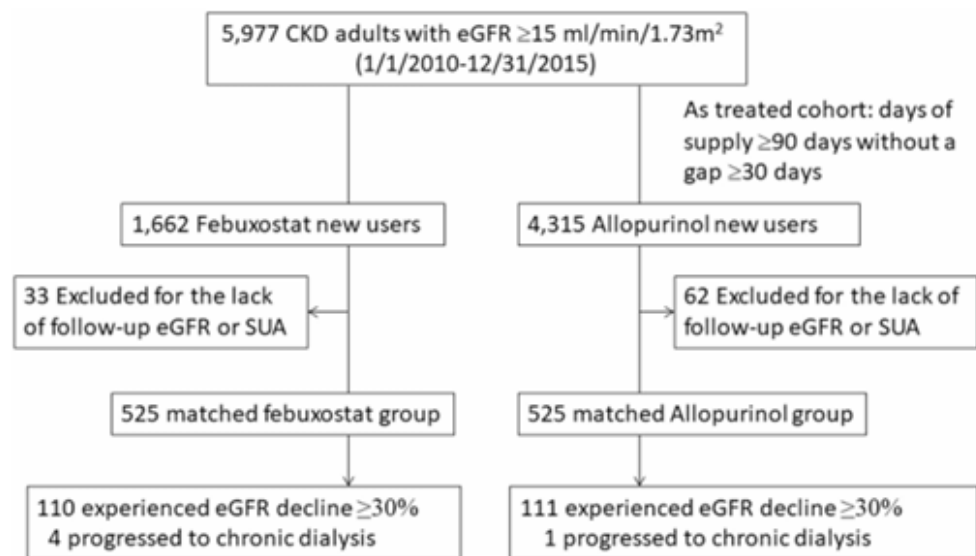 5,977 CKD adults with eGFR ≥15 ml/min/1.73m²
(1/1/2010-12/31/2015)
As treated cohort: days of
supply ≥90 days without a
gap ≥30 days
1,662 Febuxostat new users
4,315 Allopurinol new users
33 Excluded for the lack
of follow-up eGFR or SUA
62 Excluded for the lack of
follow-up eGFR or SUA
525 matched febuxostat group
525 matched Allopurinol group
110 experienced eGFR decline ≥30%
4 progressed to chronic dialysis
111 experienced eGFR decline ≥30%
1 progressed to chronic dialysis